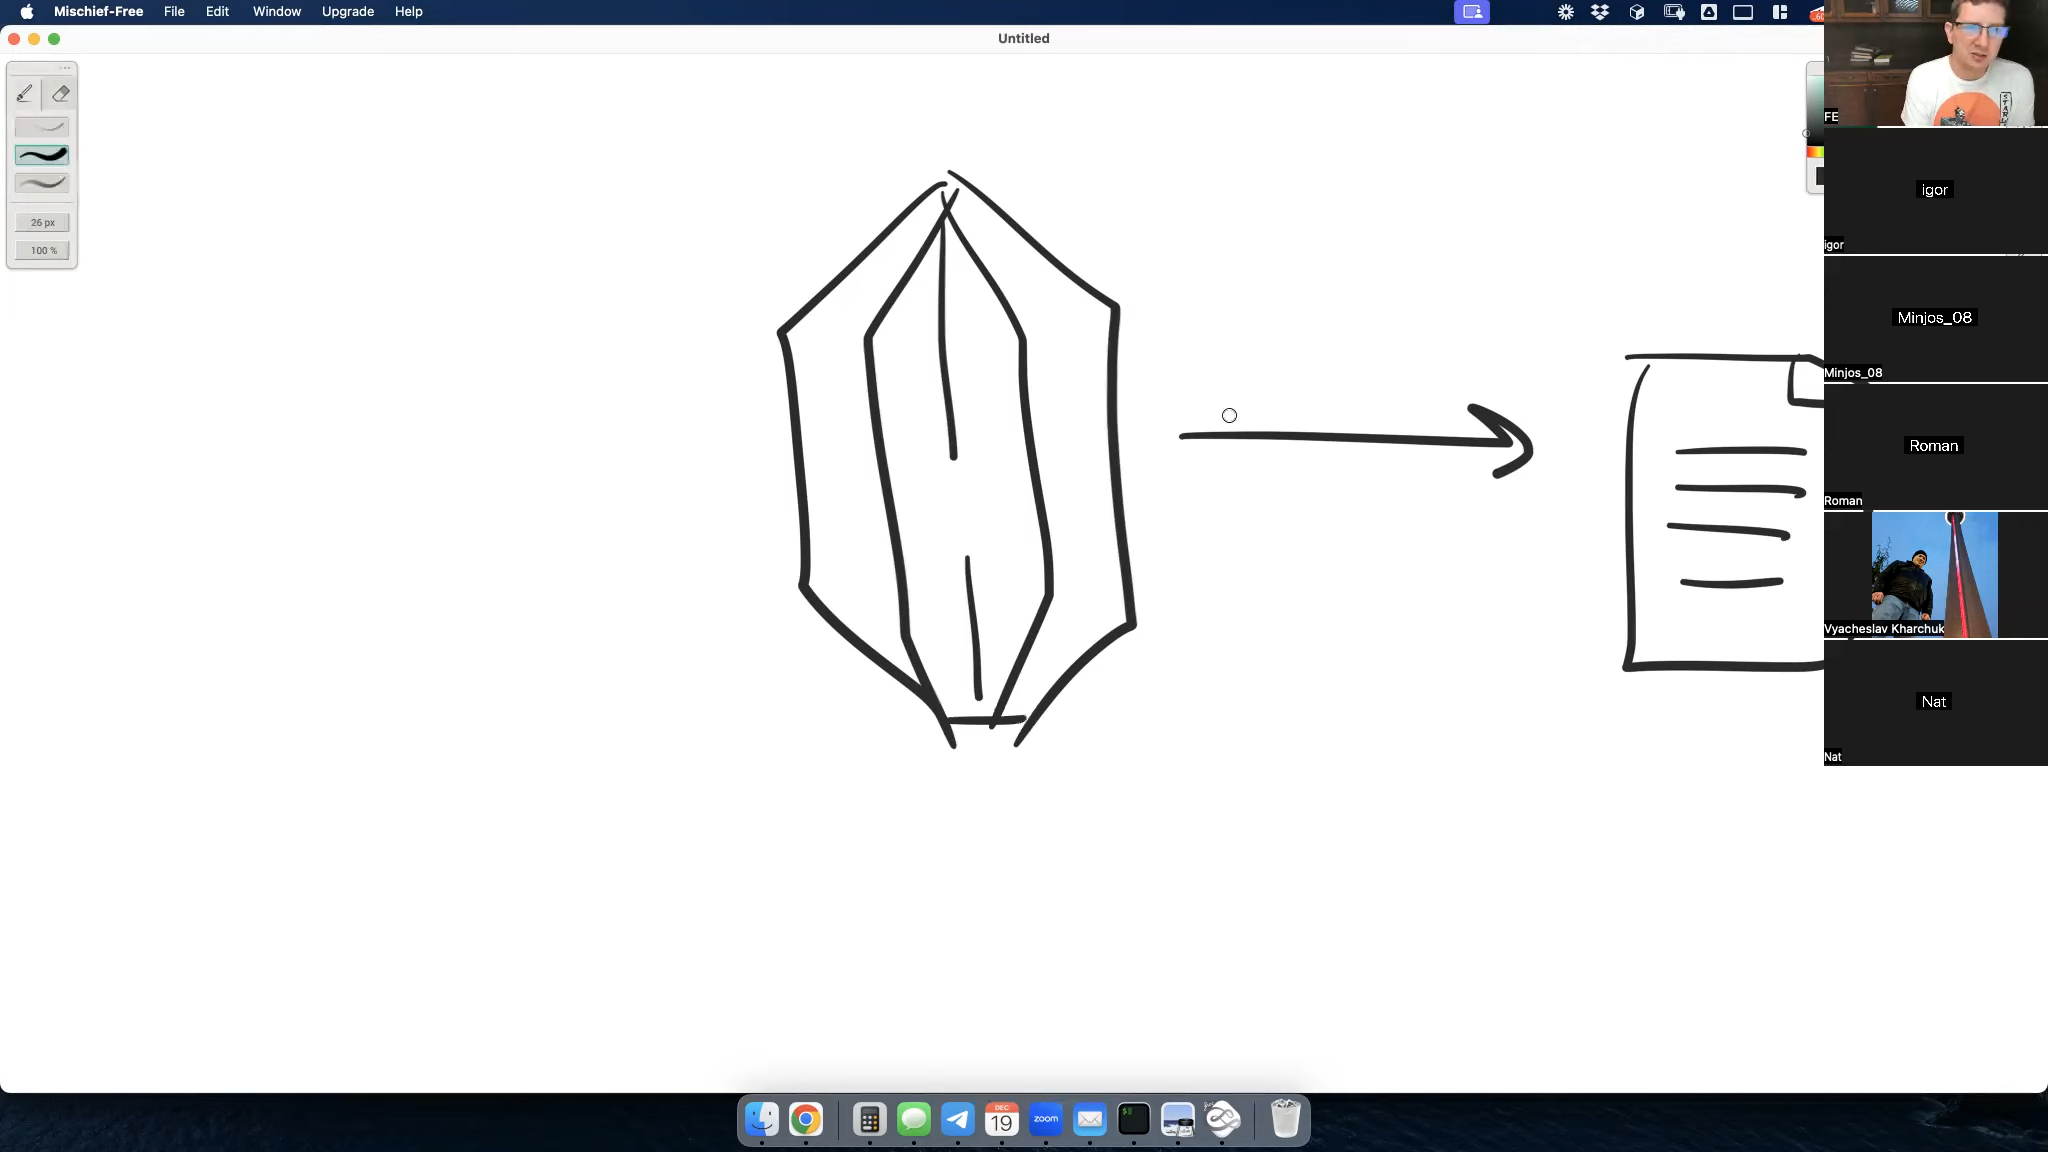 Mischief-Free File Edit Window Upgrade Help
Untitled
26 px
100 %
FE
igor
igor
Minjos_08
Minjos_08
Roman
Roman
Vyacheslav Kharchuk
Nat
Nat
DEC
19
zoom